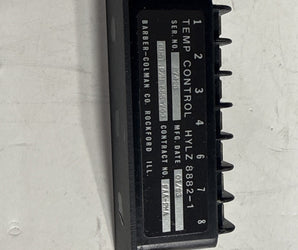 1 2 3 4 6 7 8
TEMP CONTROL HYLZ 8882-1
SER. NO. MFG. DATE
CONTRACT NO.
BARBER-COLMAN CO. ROCKFORD ILL.